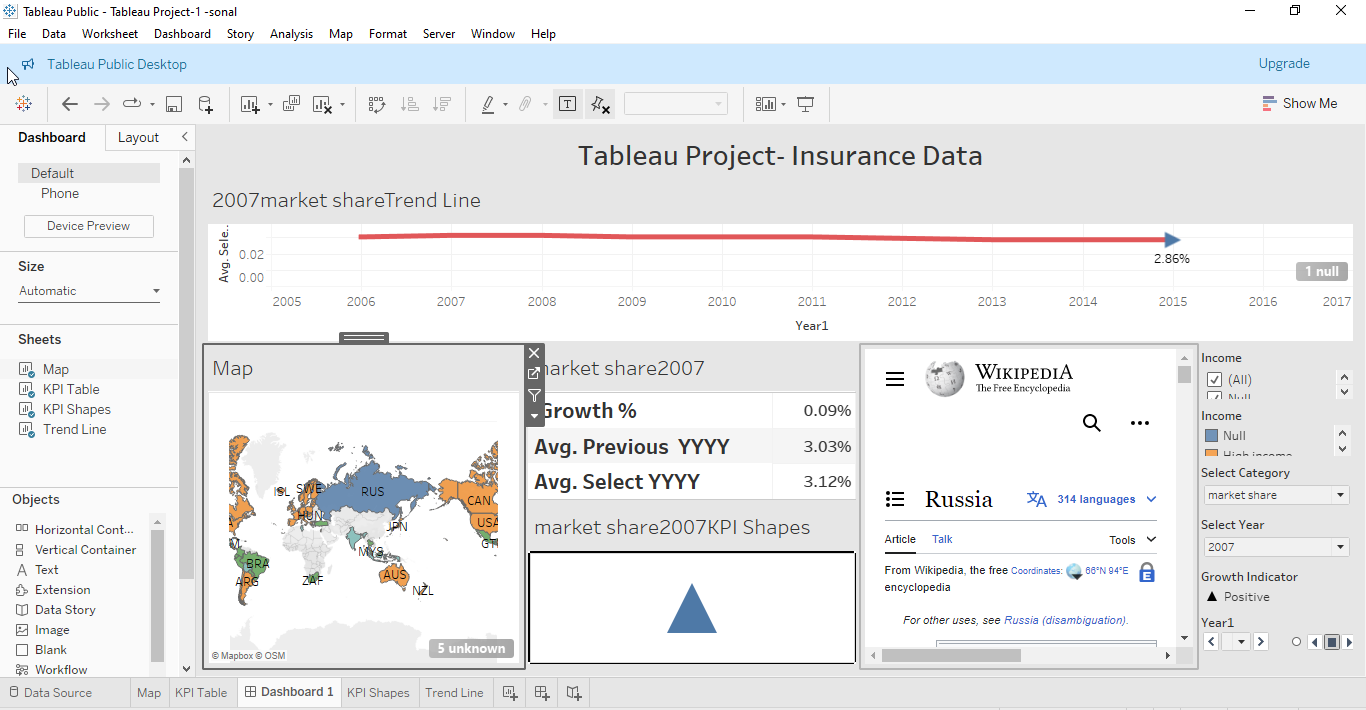 Tableau Public - Tableau Project-1 -sonal
File Data Worksheet Dashboard Story Analysis Map Format Server Window Help
Tableau Public Desktop Upgrade
Show Me
Dashboard Layout
Default
Phone
Device Preview
Size
Automatic
Sheets
Map
KPI Table
KPI Shapes
Trend Line
Objects
Horizontal Cont...
Vertical Container
Text
Extension
Data Story
Image
Blank
Workflow
Tableau Project- Insurance Data
2007market shareTrend Line
Avg. Sele..
0.02
0.00
2.86%
1 null
2005 2006 2007 2008 2009 2010 2011 2012 2013 2014 2015 2016 2017
Year1
Map
ISL SWE RUS CAN
HUN JPN USA
MYS GT
BRA
ARG ZAF AUS NZL
5 unknown
© Mapbox © OSM
market share2007
Growth % 0.09%
Avg. Previous YYYY 3.03%
Avg. Select YYYY 3.12%
market share2007KPI Shapes
WIKIPEDIA
The Free Encyclopedia
Russia 314 languages
Article Talk Tools
From Wikipedia, the free encyclopedia
Coordinates: 66°N 94°E
For other uses, see Russia (disambiguation).
Income
(All)
Null
Income
Null
High income
Select Category
market share
Select Year
2007
Growth Indicator
Positive
Year1
Data Source Map KPI Table Dashboard 1 KPI Shapes Trend Line